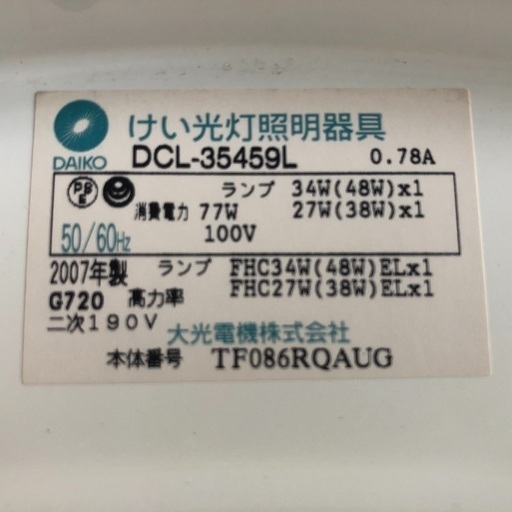 けい光灯照明器具
DAIKO DCL-35459L 0.78A
PSE ランプ 34W(48W)x1
消費電力 77W 27W(38W)x1
50/60Hz 100V
2007年製 ランプ FHC34W(48W)ELx1
G720 高力率 FHC27W(38W)ELx1
二次190V
大光電機株式会社
本体番号 TF086RQAUG